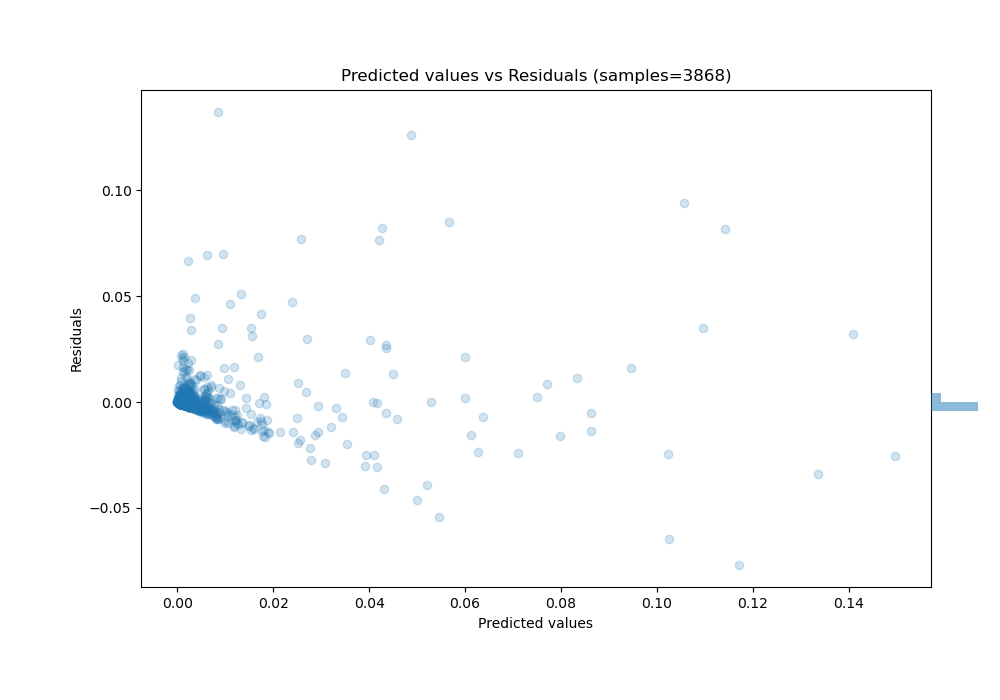 Predicted values vs Residuals (samples=3868)
Residuals
0.10
0.05
0.00
−0.05
0.00 0.02 0.04 0.06 0.08 0.10 0.12 0.14
Predicted values